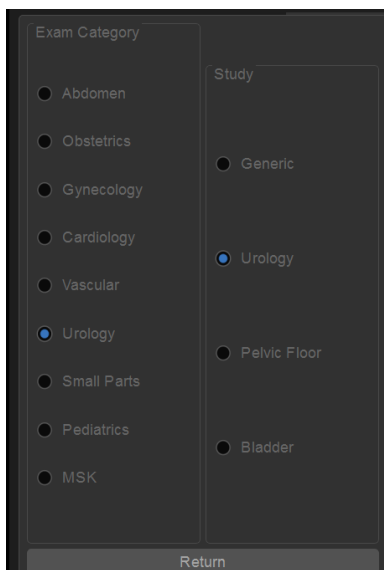 Exam Category
Abdomen
Obstetrics
Gynecology
Cardiology
Vascular
Urology
Small Parts
Pediatrics
MSK
Study
Generic
Urology
Pelvic Floor
Bladder
Return